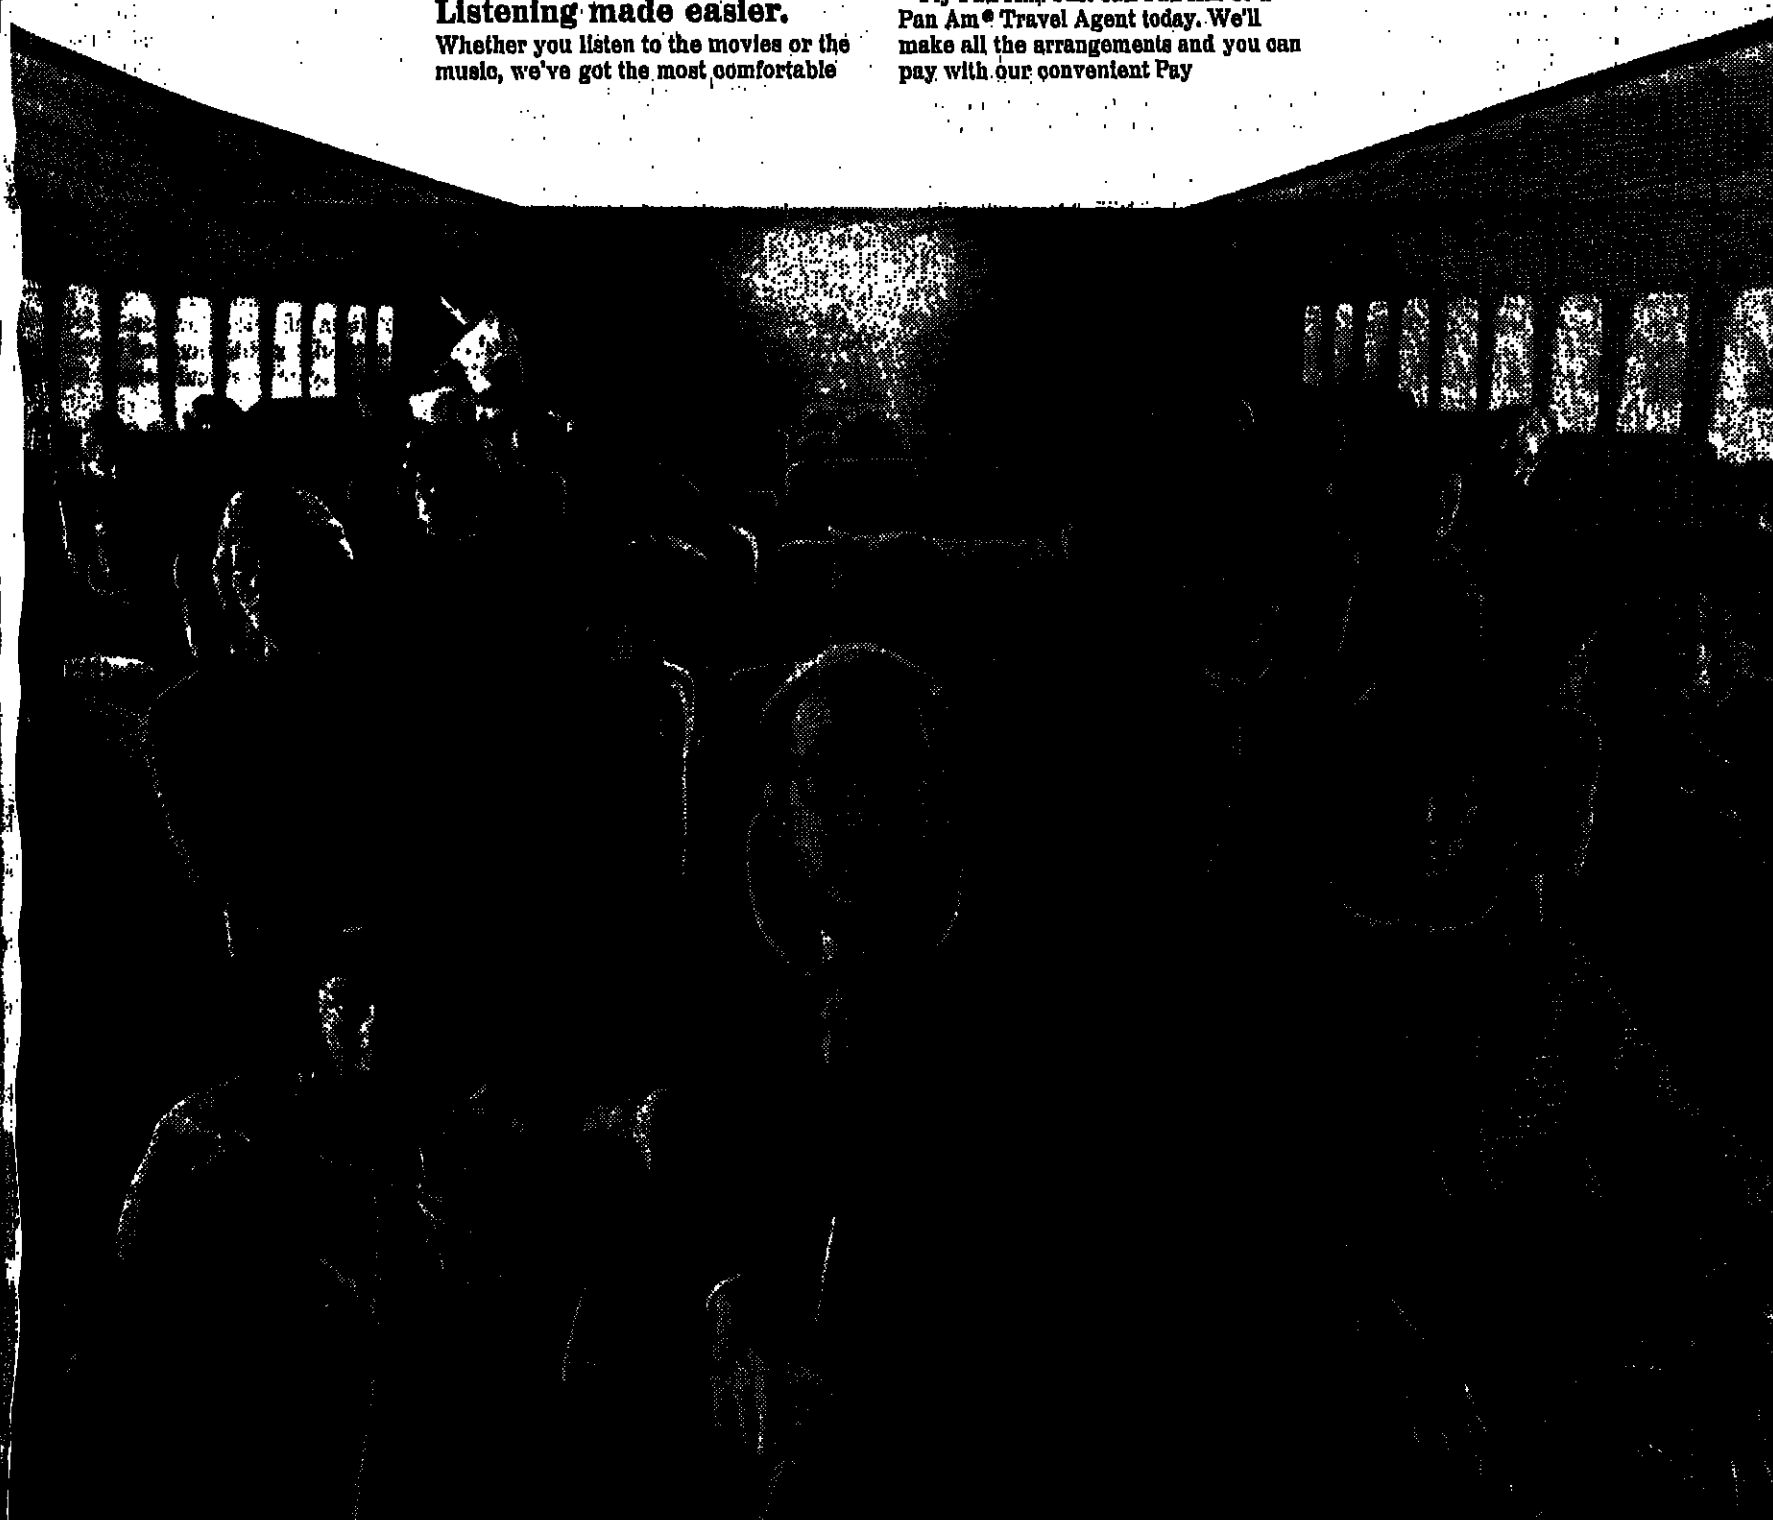 Listening made easier.
Whether you listen to the movies or the
music, we've got the most comfortable
Pan Am® Travel Agent today. We'll
make all the arrangements and you can
pay with our convenient Pay